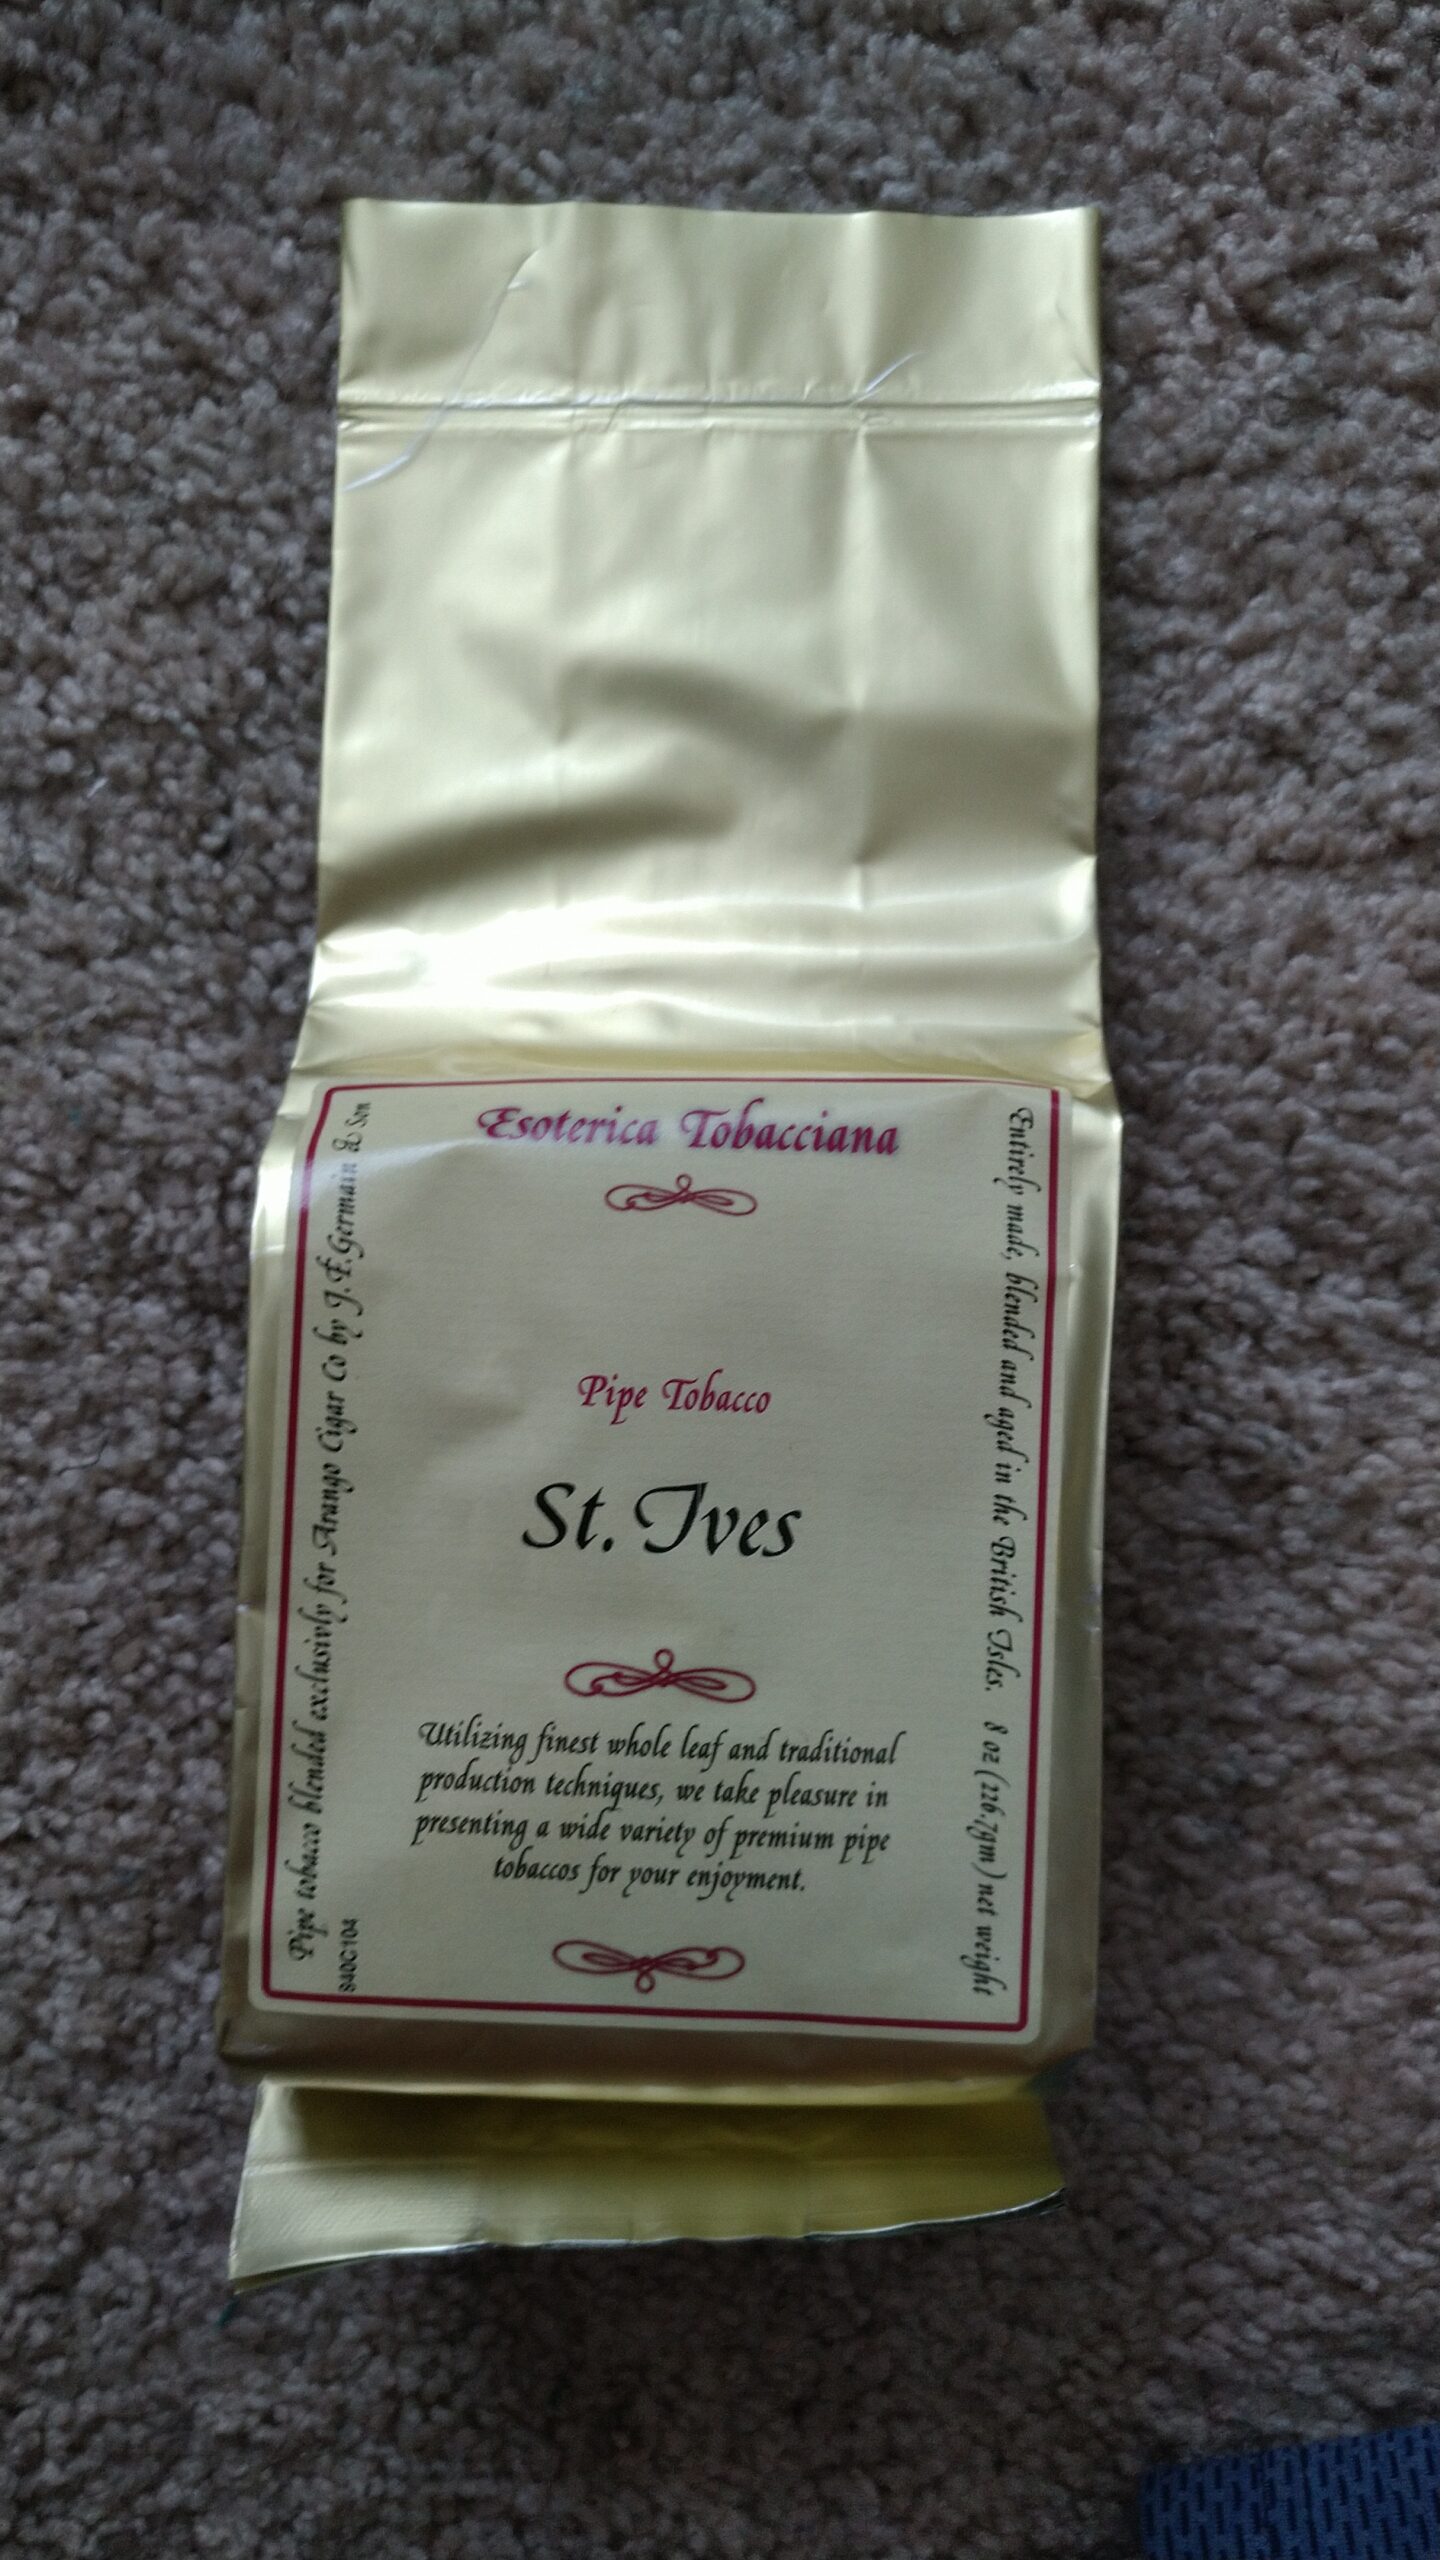 Esoterica Tobacciana
Pipe Tobacco
St. Ives
Utilizing finest whole leaf and traditional
production techniques, we take pleasure in
presenting a wide variety of premium pipe
tobaccos for your enjoyment.
Pipe tobacco blended exclusivly for Arango Cigar Co by J.F.Germain & Son
840C104
Entirely made, blended and aged in the British Isles. 8 oz (226.7gm) net weight